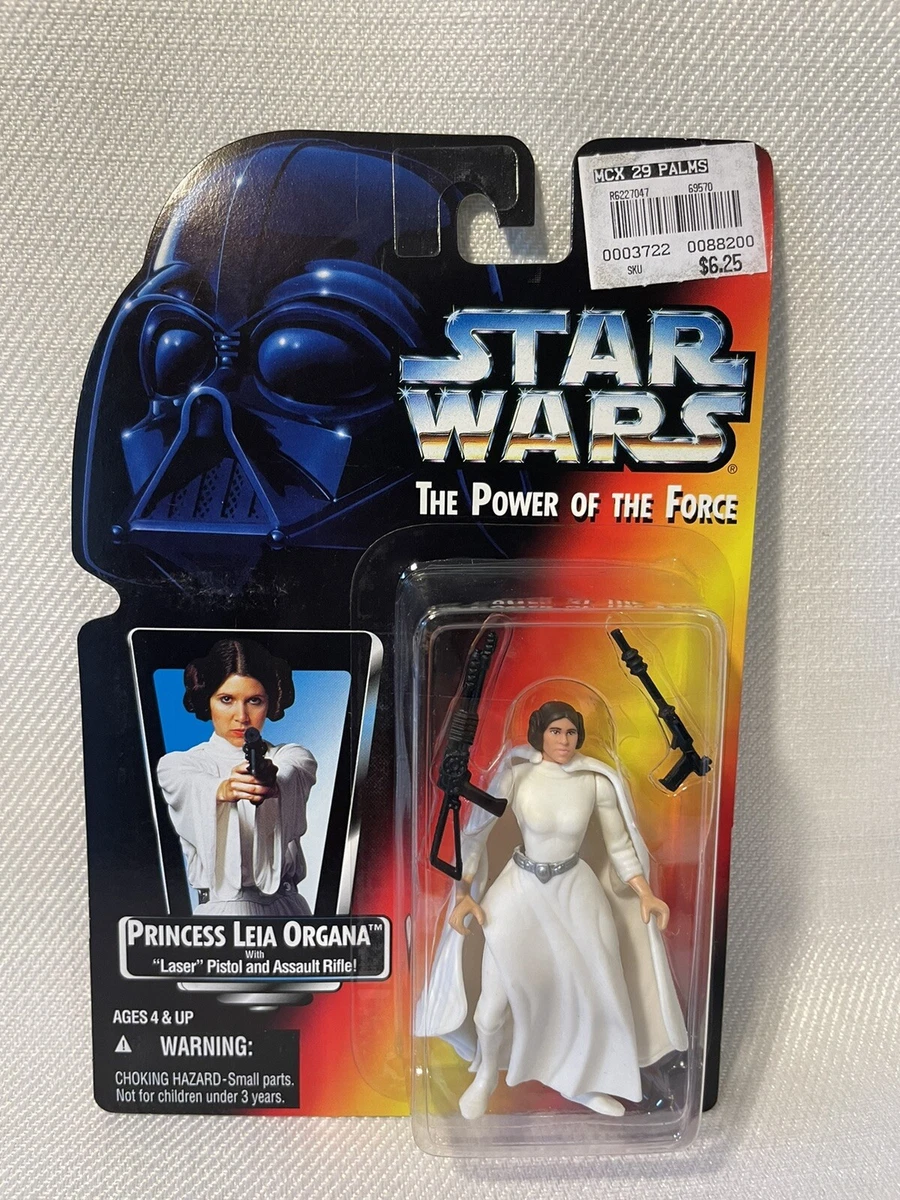 MCX 29 PALMS
R6227047 69570
0003722 0088200
SKU $6.25
STAR
WARS®
THE POWER OF THE FORCE
PRINCESS LEIA ORGANA™
With
"Laser" Pistol and Assault Rifle!
AGES 4 & UP
⚠ WARNING:
CHOKING HAZARD-Small parts.
Not for children under 3 years.